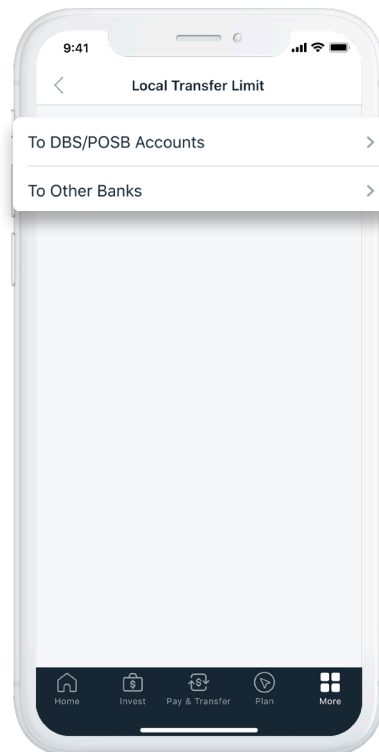 9:41
Local Transfer Limit
To DBS/POSB Accounts
To Other Banks
Home Invest Pay & Transfer Plan More